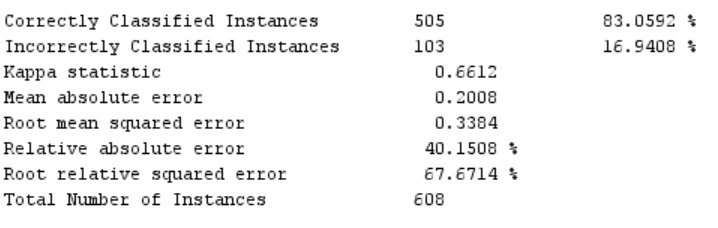 Correctly Classified Instances 505 83.0592 %
Incorrectly Classified Instances 103 16.9408 %
Kappa statistic 0.6612
Mean absolute error 0.2008
Root mean squared error 0.3384
Relative absolute error 40.1508 %
Root relative squared error 67.6714 %
Total Number of Instances 608